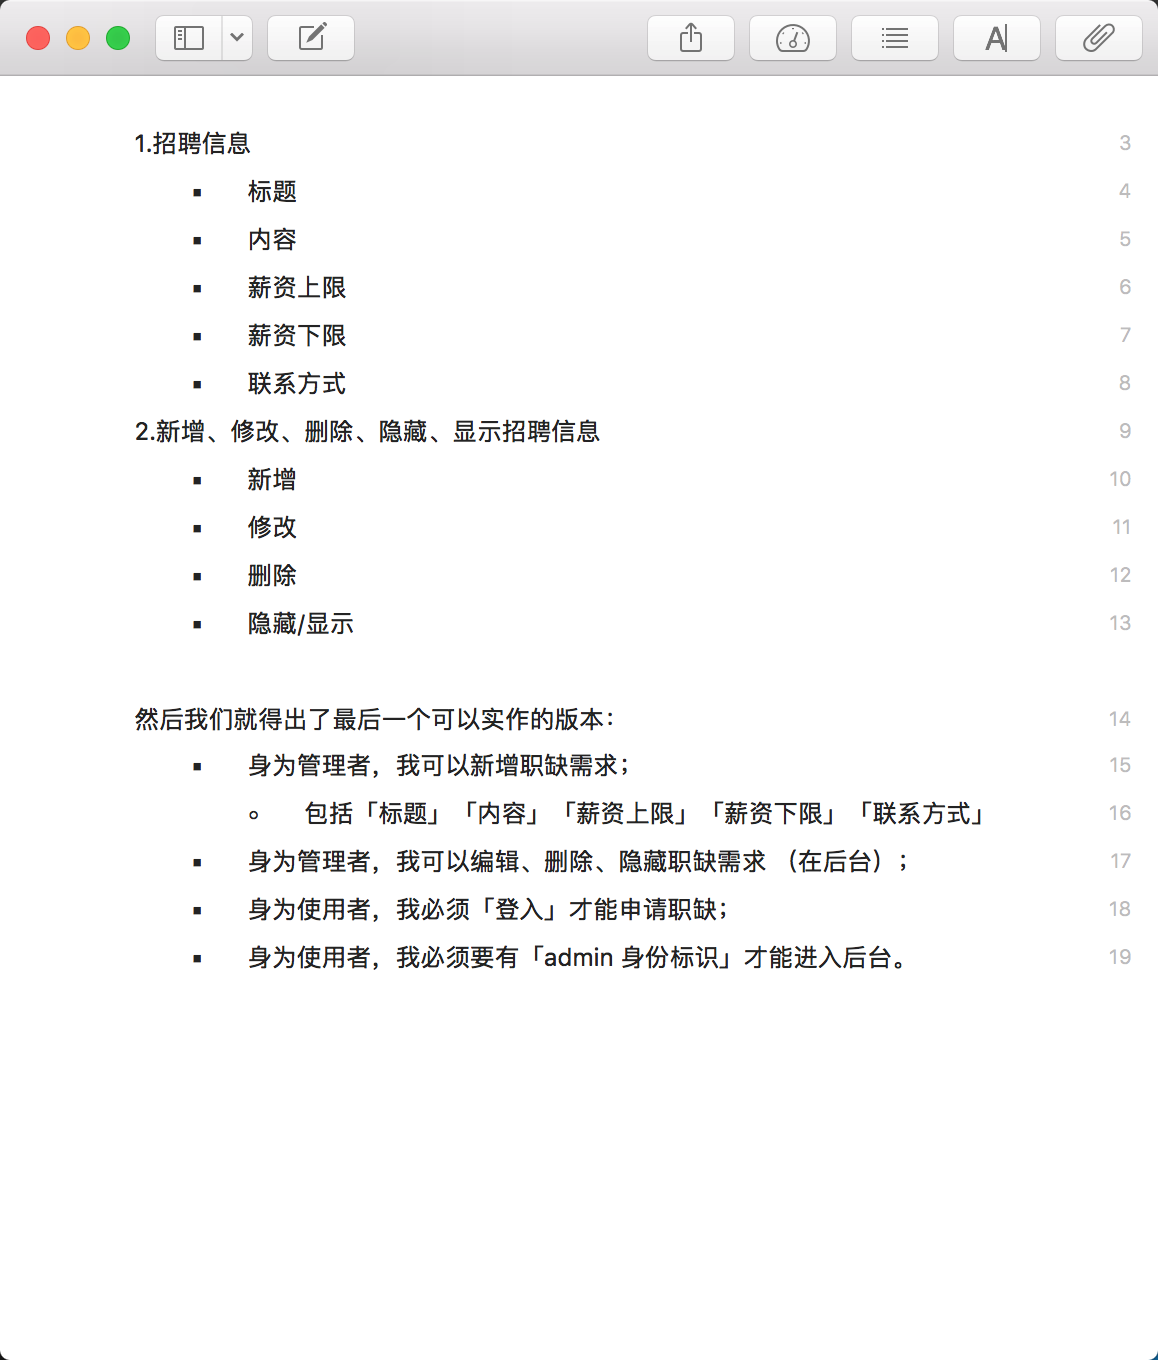 1.招聘信息 3
▪ 标题 4
▪ 内容 5
▪ 薪资上限 6
▪ 薪资下限 7
▪ 联系方式 8
2.新增、修改、删除、隐藏、显示招聘信息 9
▪ 新增 10
▪ 修改 11
▪ 删除 12
▪ 隐藏/显示 13
然后我们就得出了最后一个可以实作的版本： 14
▪ 身为管理者，我可以新增职缺需求； 15
◦ 包括「标题」「内容」「薪资上限」「薪资下限」「联系方式」 16
▪ 身为管理者，我可以编辑、删除、隐藏职缺需求 （在后台）； 17
▪ 身为使用者，我必须「登入」才能申请职缺； 18
▪ 身为使用者，我必须要有「admin 身份标识」才能进入后台。 19